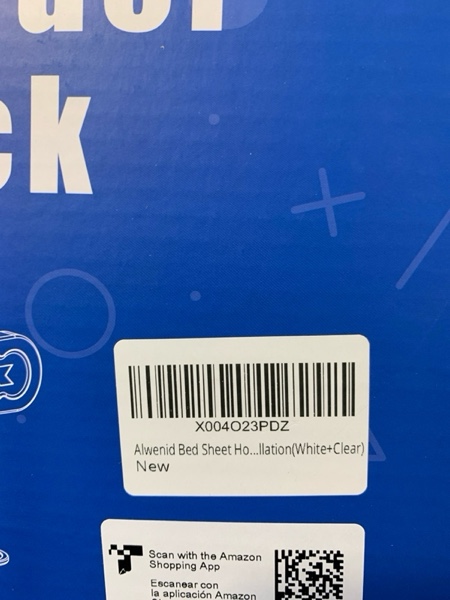 ck
X004O23PDZ
Alwenid Bed Sheet Ho...llation(White+Clear)
New
Scan with the Amazon
Shopping App
Escanear con
la aplicación Amazon